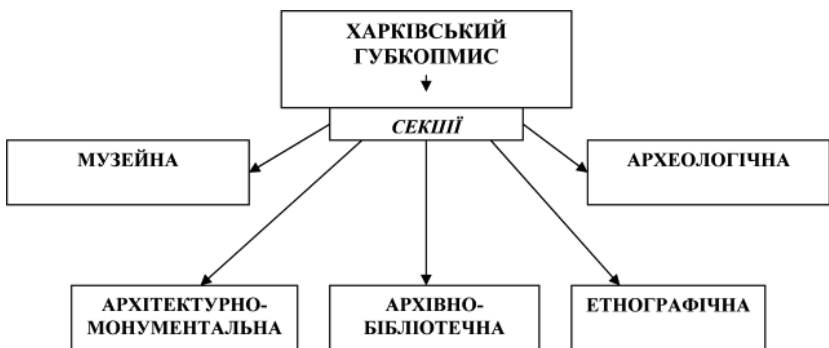 ХАРКІВСЬКИЙ
ГУБКОПМИС
СЕКЦІЇ
МУЗЕЙНА
АРХЕОЛОГІЧНА
АРХІТЕКТУРНО-
МОНУМЕНТАЛЬНА
АРХІВНО-
БІБЛІОТЕЧНА
ЕТНОГРАФІЧНА